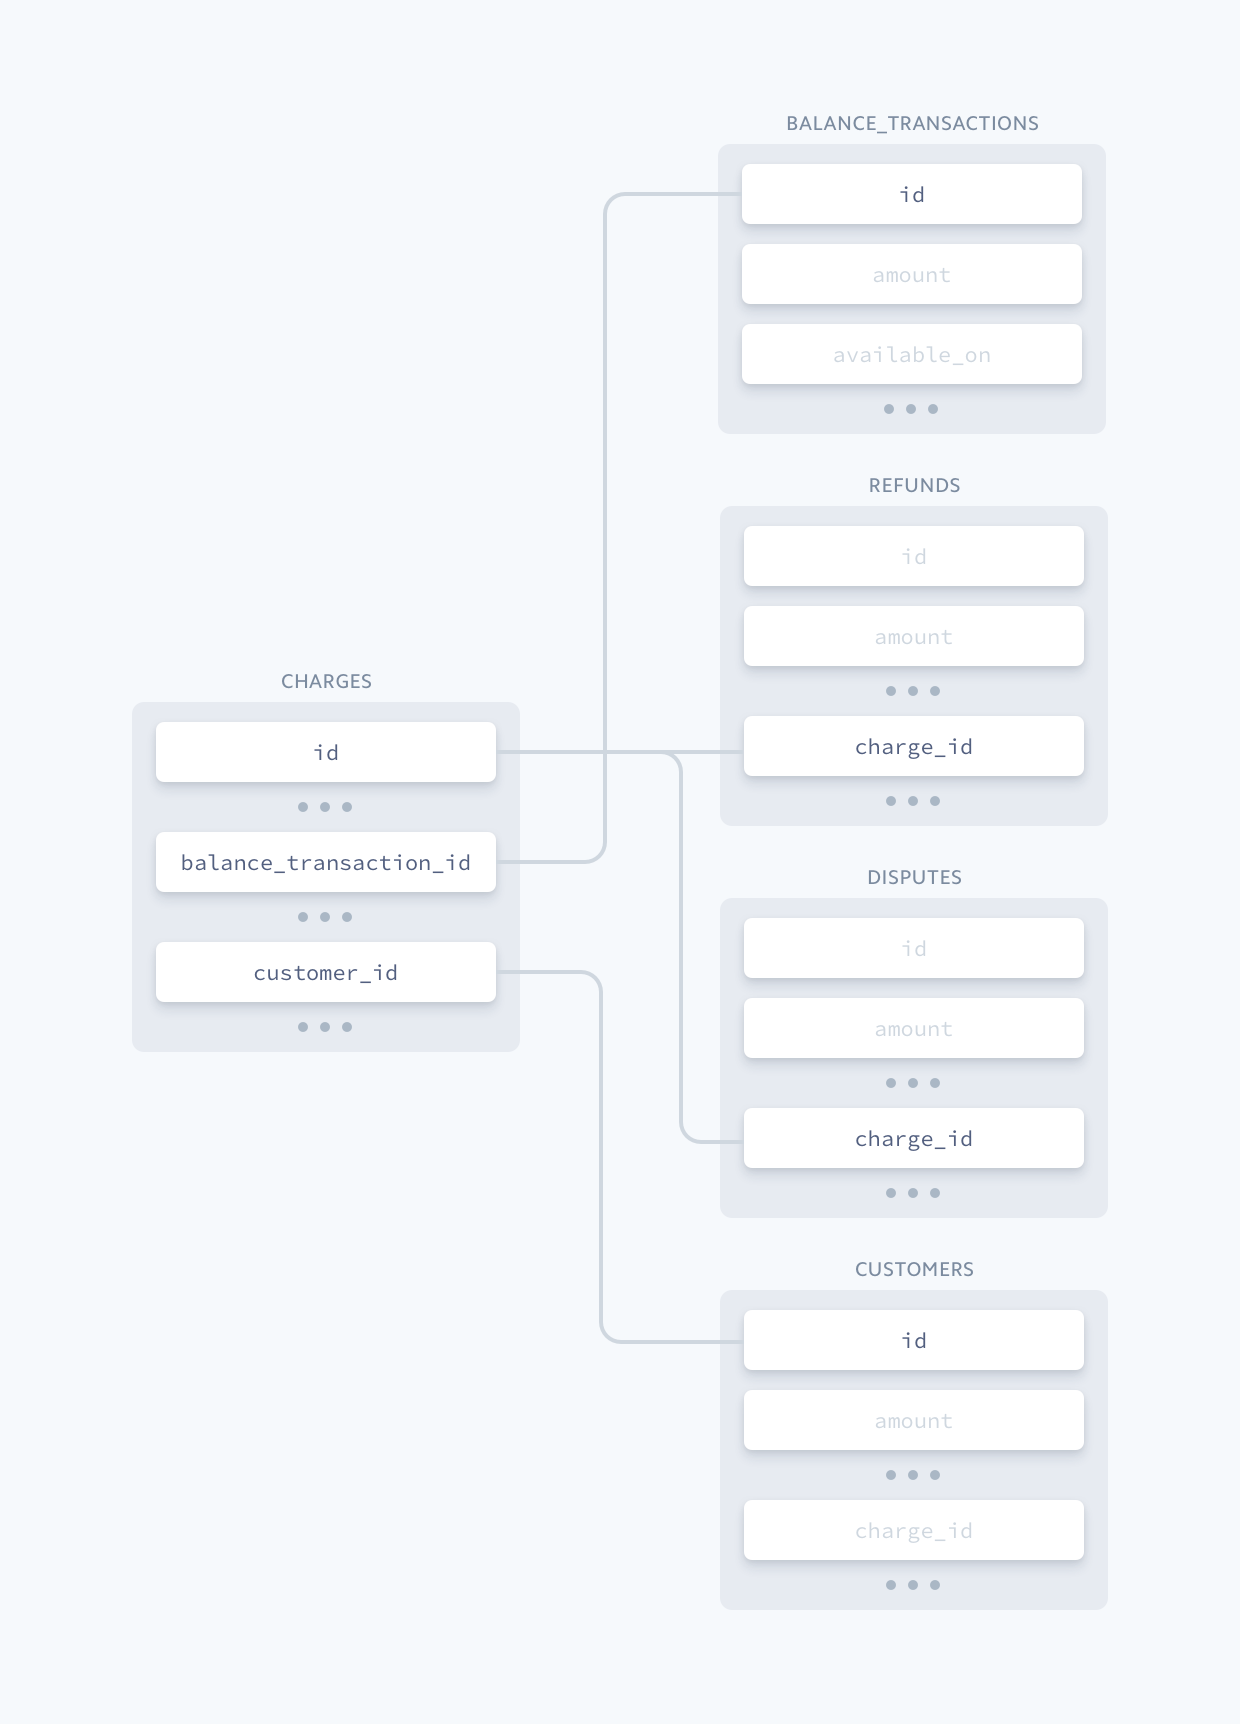 BALANCE_TRANSACTIONS
id
amount
available_on
REFUNDS
id
amount
charge_id
CHARGES
id
balance_transaction_id
customer_id
DISPUTES
id
amount
charge_id
CUSTOMERS
id
amount
charge_id